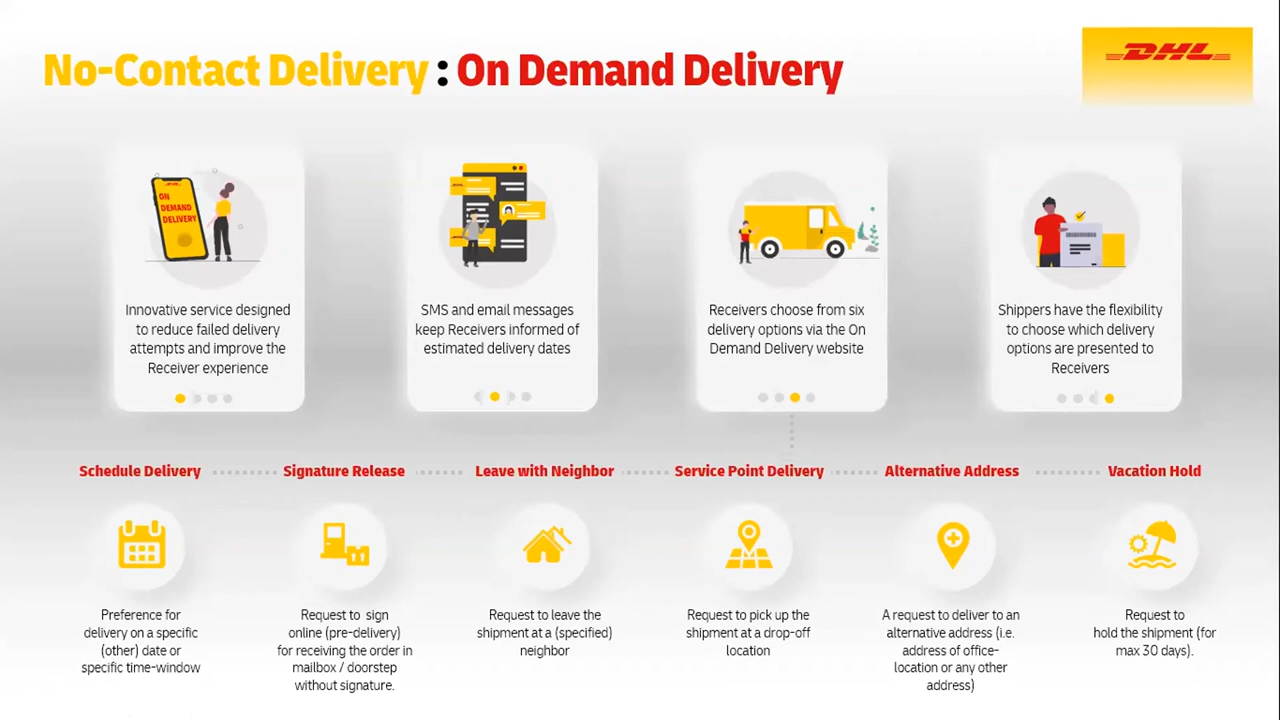 No-Contact Delivery : On Demand Delivery
DHL
ON
DEMAND
DELIVERY
Innovative service designed
to reduce failed delivery
attempts and improve the
Receiver experience
SMS and email messages
keep Receivers informed of
estimated delivery dates
Receivers choose from six
delivery options via the On
Demand Delivery website
Shippers have the flexibility
to choose which delivery
options are presented to
Receivers
Schedule Delivery
Signature Release
Leave with Neighbor
Service Point Delivery
Alternative Address
Vacation Hold
Preference for
delivery on a specific
(other) date or
specific time-window
Request to sign
online (pre-delivery)
for receiving the order in
mailbox / doorstep
without signature.
Request to leave the
shipment at a (specified)
neighbor
Request to pick up the
shipment at a drop-off
location
A request to deliver to an
alternative address (i.e.
address of office-
location or any other
address)
Request to
hold the shipment (for
max 30 days).